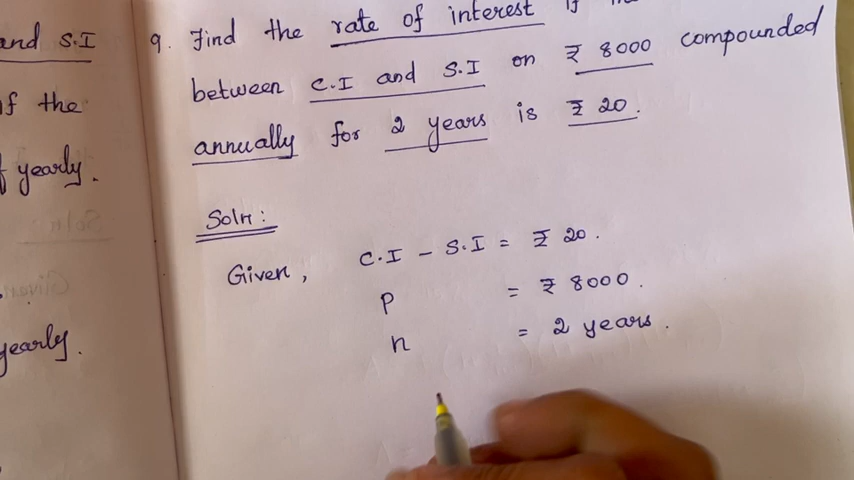 and S.I
f the
yearly.
yearly.
9. Find the rate of interest if
between C.I and S.I on ₹ 8000 compounded
annually for 2 years is ₹ 20.
Soln:
Given, C.I - S.I = ₹ 20.
P = ₹ 8000.
n = 2 years.